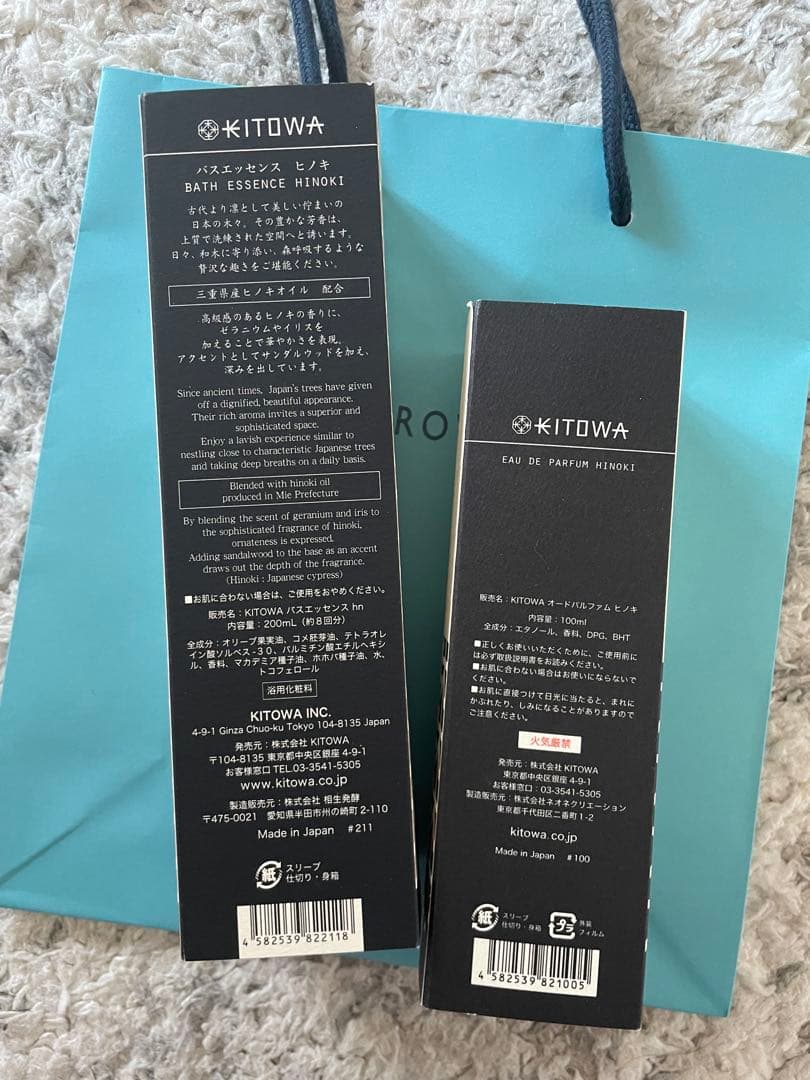 KITOWA
バスエッセンス ヒノキ
BATH ESSENCE HINOKI
古代より凛として美しい佇まいの
日本の木々。その豊かな芳香は、
上質で洗練された空間へと誘います。
日々、和木に寄り添い、森呼吸するような
贅沢な趣きをご堪能ください。
三重県産ヒノキオイル 配合
高級感のあるヒノキの香りに、
ゼラニウムやイリスを
加えることで華やかさを表現。
アクセントとしてサンダルウッドを加え、
深みを出しています。
Since ancient times, Japan's trees have given
off a dignified, beautiful appearance.
Their rich aroma invites a superior and
sophisticated space.
Enjoy a lavish experience similar to
nestling close to characteristic Japanese trees
and taking deep breaths on a daily basis.
Blended with hinoki oil
produced in Mie Prefecture
By blending the scent of geranium and iris to
the sophisticated fragrance of hinoki,
ornateness is expressed.
Adding sandalwood to the base as an accent
draws out the depth of the fragrance.
(Hinoki : Japanese cypress)
■お肌に合わない場合は、ご使用をおやめください。
販売名：KITOWA バスエッセンス hn
内容量：200mL（約8回分）
全成分：オリーブ果実油、コメ胚芽油、テトラオレ
イン酸ソルベス-30、パルミチン酸エチルヘキシ
ル、香料、マカデミア種子油、ホホバ種子油、水、
トコフェロール
浴用化粧料
KITOWA INC.
4-9-1 Ginza Chuo-ku Tokyo 104-8135 Japan
発売元：株式会社 KITOWA
〒104-8135 東京都中央区銀座 4-9-1
お客様窓口 TEL.03-3541-5305
www.kitowa.co.jp
製造販売元：株式会社 相生発酵
〒475-0021 愛知県半田市州の崎町 2-110
Made in Japan #211
紙
スリーブ
仕切り・身箱
4 582539 822118
RO
KITOWA
EAU DE PARFUM HINOKI
販売名：KITOWA オードパルファム ヒノキ
内容量：100ml
全成分：エタノール、香料、DPG、BHT
■正しくお使いいただくために、ご使用前に
は必ず取扱説明書をお読みください。
■お肌に合わない場合はお使いにならないで
ください。
■お肌に直接つけて日光に当たると、まれに
かぶれたり、しみになることがありますので
ご注意ください。
火気厳禁
発売元：株式会社 KITOWA
東京都中央区銀座 4-9-1
お客様窓口：03-3541-5305
製造販売元：株式会社ネオネクリエーション
東京都千代田区二番町1-2
kitowa.co.jp
Made in Japan #100
紙
スリーブ
仕切り・身箱
プラ
外装
フィルム
4 582539 821005